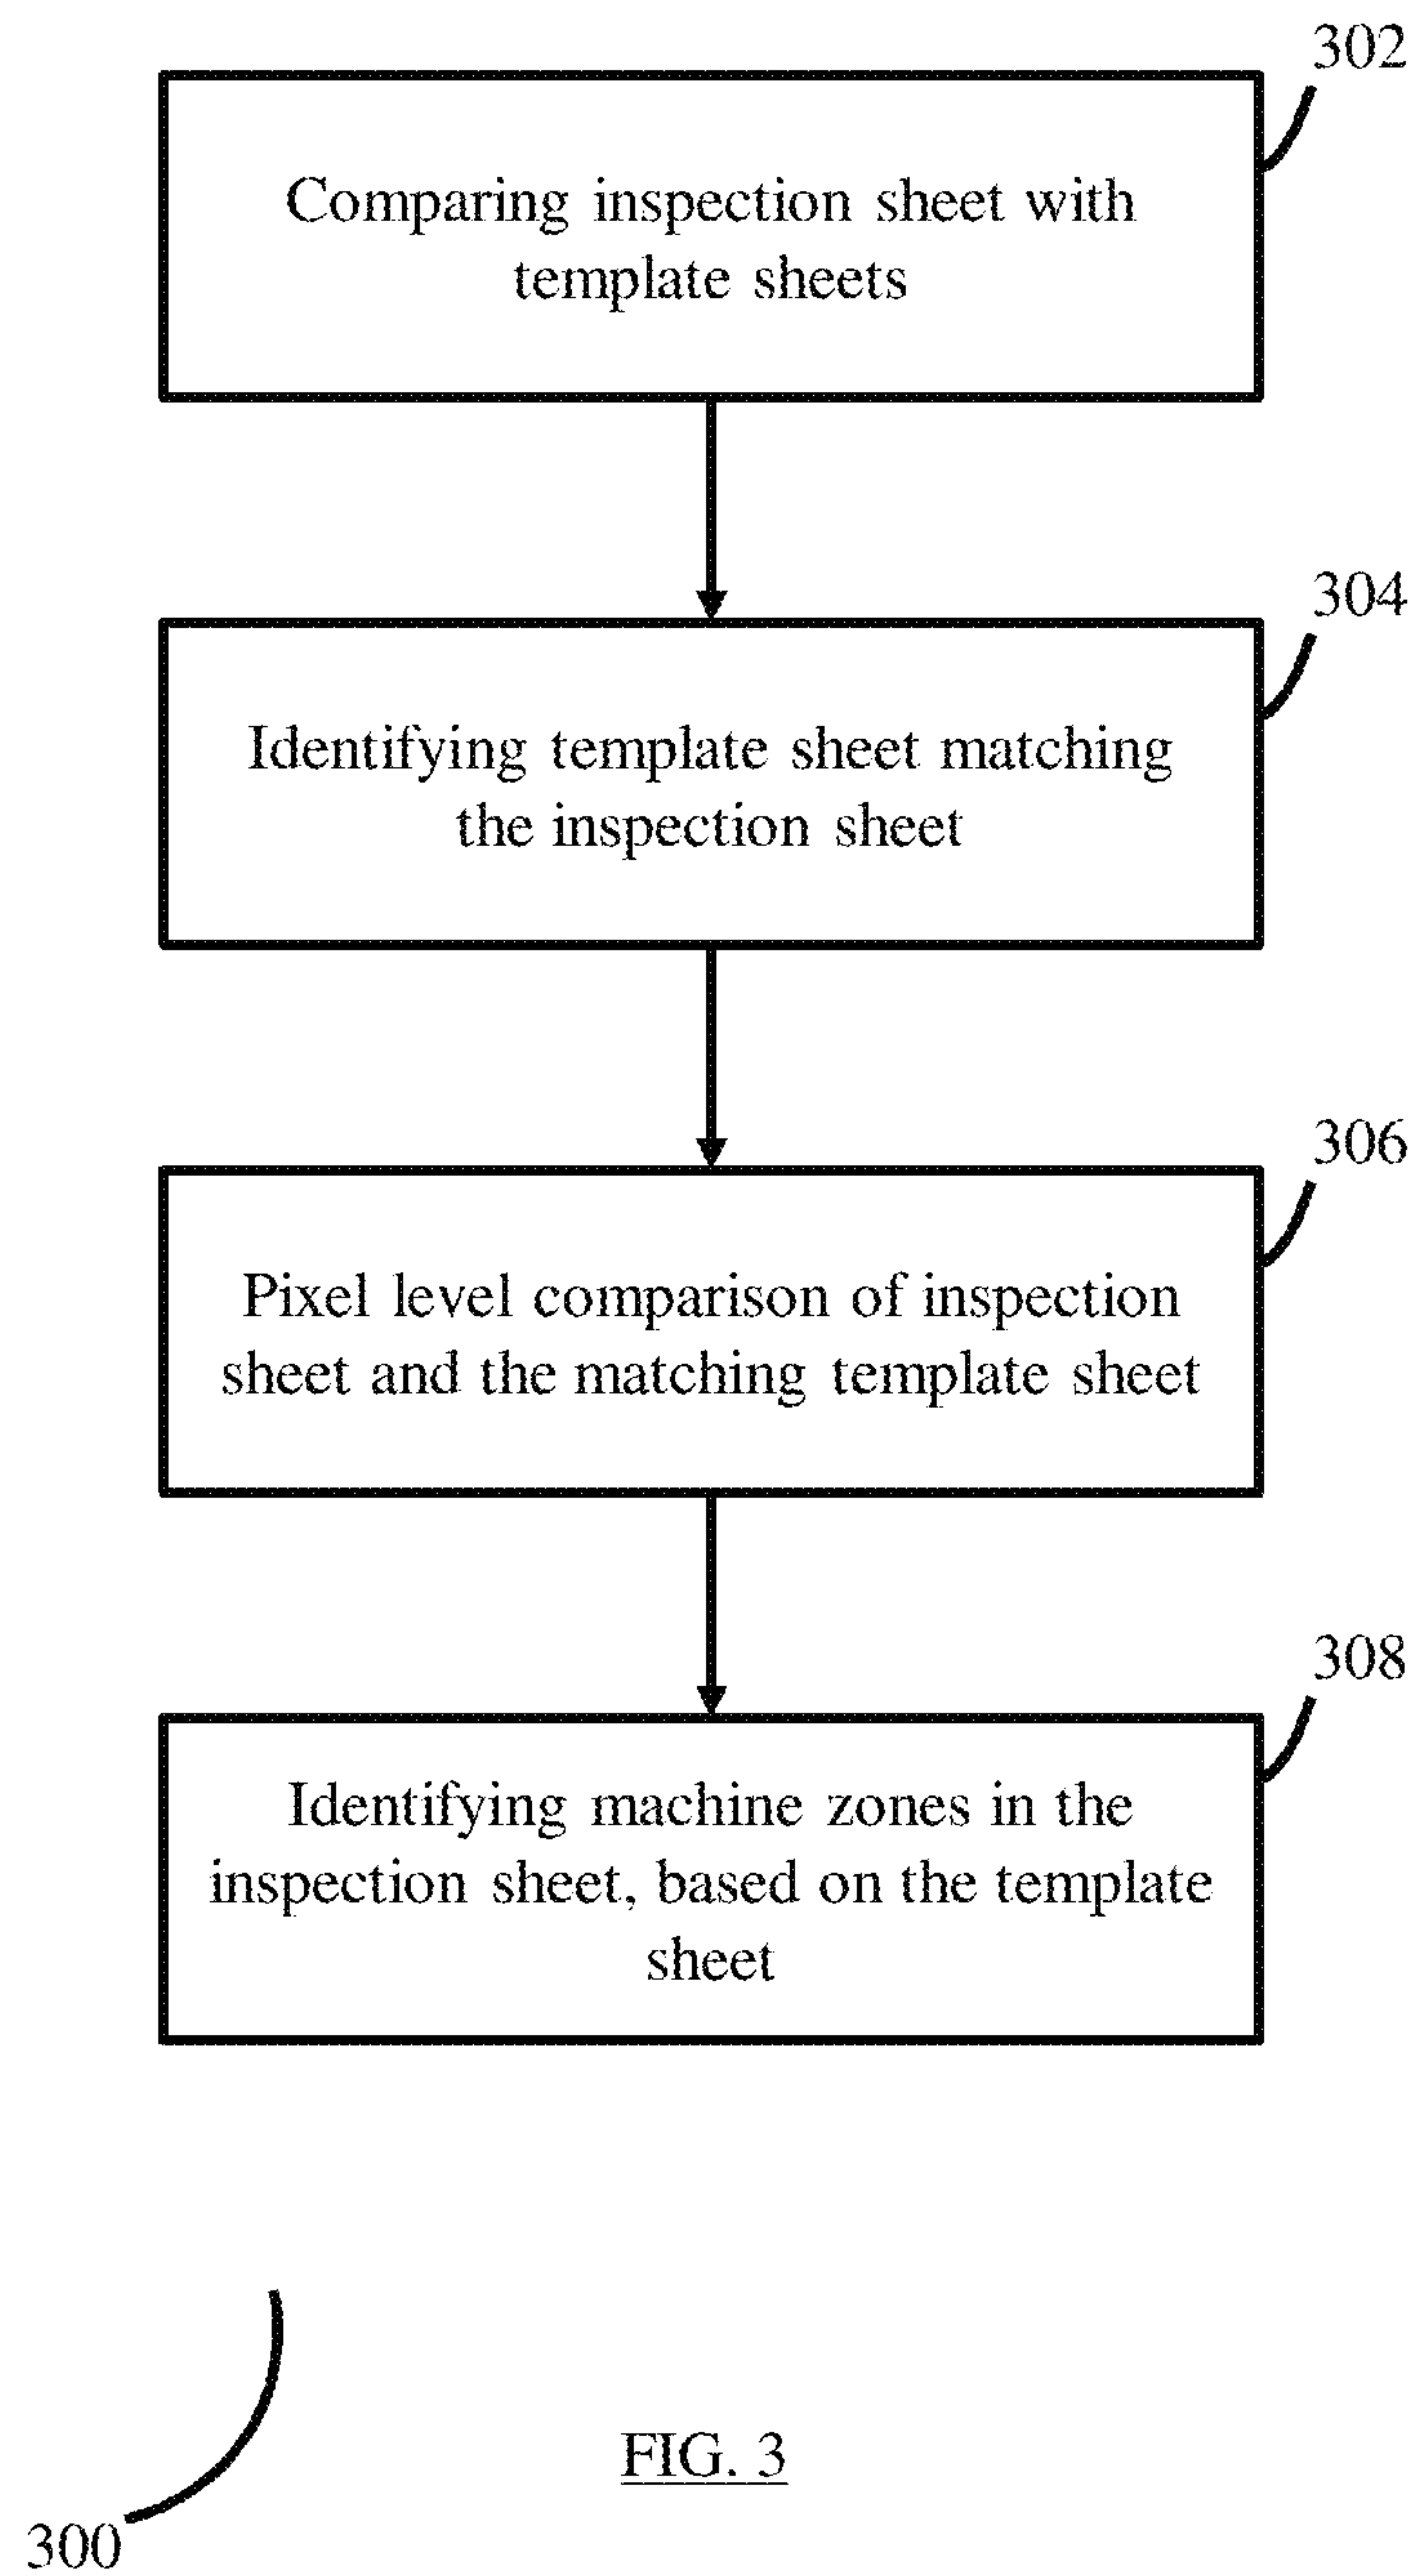 302
Comparing inspection sheet with
template sheets
304
Identifying template sheet matching
the inspection sheet
306
Pixel level comparison of inspection
sheet and the matching template sheet
308
Identifying machine zones in the
inspection sheet, based on the template
sheet
FIG. 3
300